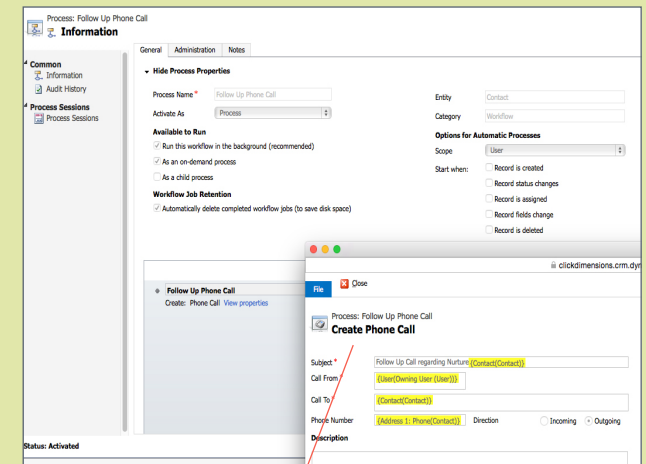 Process: Follow Up Phone Call
Information
General Administration Notes
Common
Information
Audit History
Process Sessions
Process Sessions
Hide Process Properties
Process Name * Follow Up Phone Call
Activate As Process
Available to Run
Run this workflow in the background (recommended)
As an on-demand process
As a child process
Workflow Job Retention
Automatically delete completed workflow jobs (to save disk space)
Entity Contact
Category Workflow
Options for Automatic Processes
Scope User
Start when: Record is created
Record status changes
Record is assigned
Record fields change
Record is deleted
Follow Up Phone Call
Create: Phone Call View properties
Status: Activated
clickdimensions.crm.dyn
File Close
Process: Follow Up Phone Call
Create Phone Call
Subject * Follow Up Call regarding Nurture {Contact(Contact)}
Call From * {User(Owning User (User))}
Call To * {Contact(Contact)}
Phone Number {Address 1: Phone(Contact)} Direction Incoming Outgoing
Description